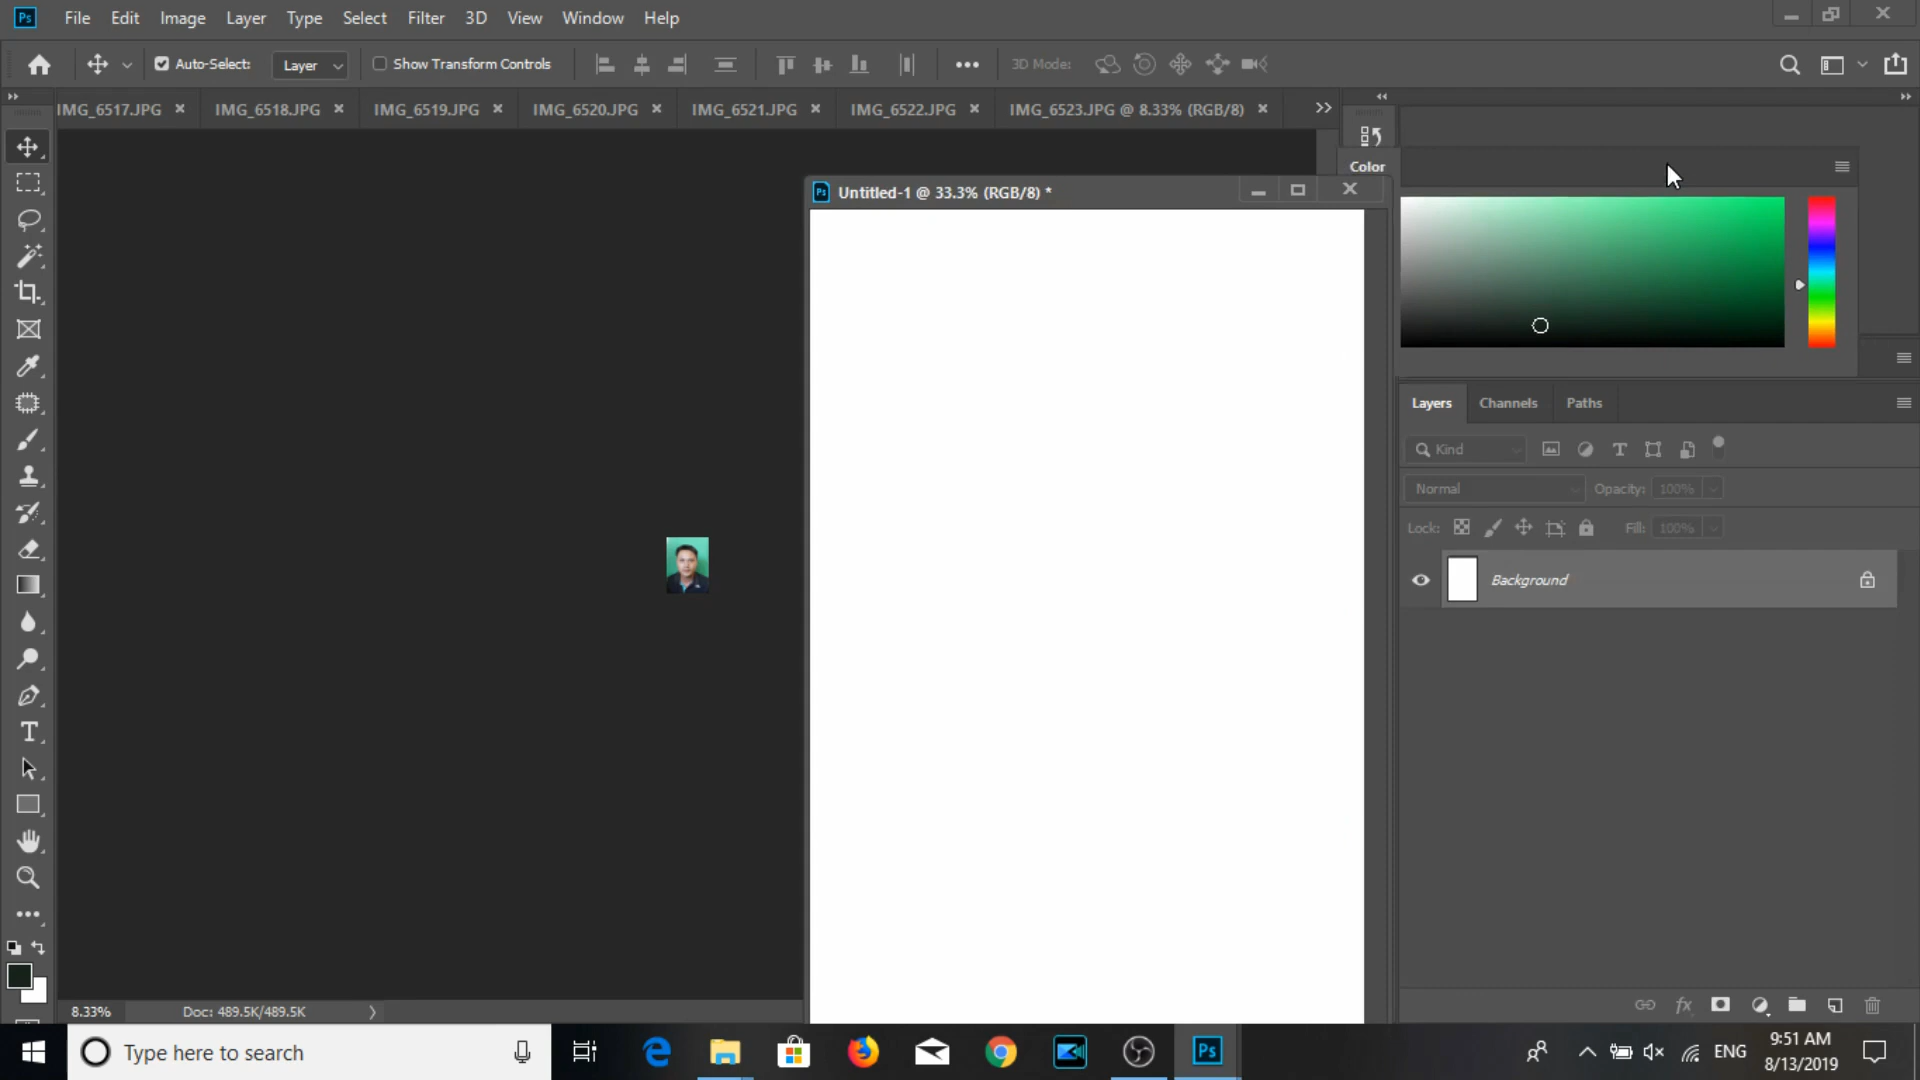 Ps File Edit Image Layer Type Select Filter 3D View Window Help
Auto-Select: Layer Show Transform Controls 3D Mode:
IMG_6517.JPG IMG_6518.JPG IMG_6519.JPG IMG_6520.JPG IMG_6521.JPG IMG_6522.JPG IMG_6523.JPG @ 8.33% (RGB/8)
Color
Ps Untitled-1 @ 33.3% (RGB/8) *
Layers Channels Paths
Kind
Normal Opacity: 100%
Lock: Fill: 100%
Background
8.33% Doc: 489.5K/489.5K
Type here to search
Ps
ENG
9:51 AM
8/13/2019